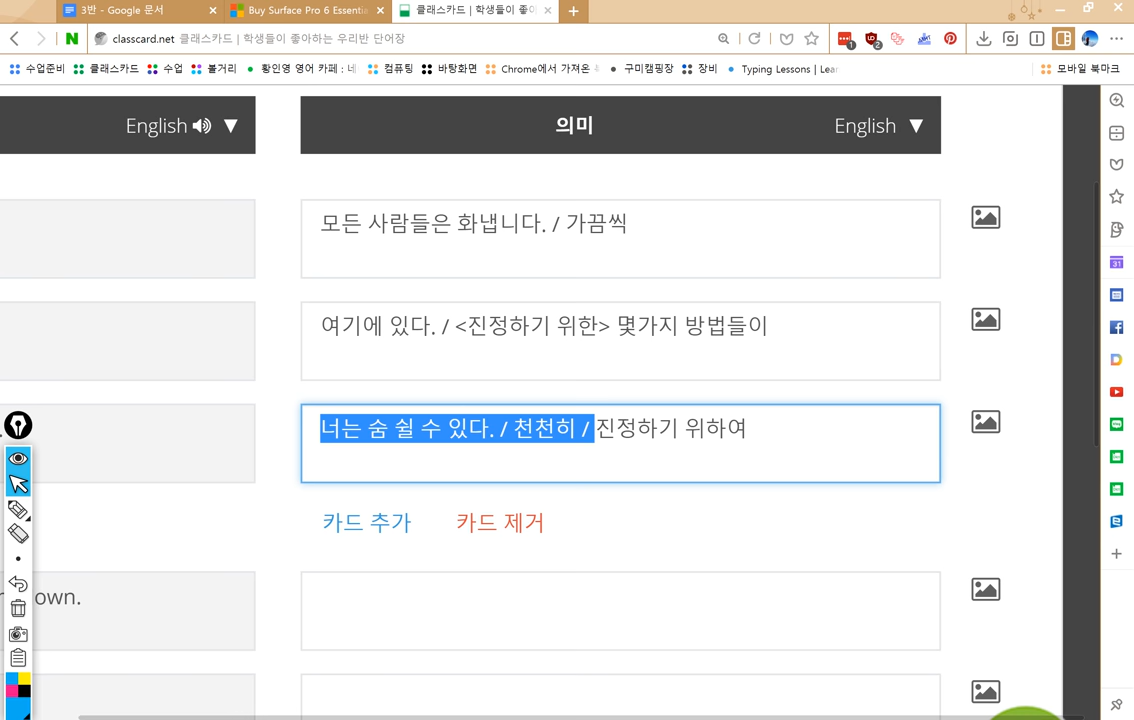 3반 - Google 문서
Buy Surface Pro 6 Essentia
클래스카드 | 학생들이 좋아
classcard.net 클래스카드 | 학생들이 좋아하는 우리반 단어장
수업준비
클래스카드
수업
볼거리
황인영 영어 카페 : 네
컴퓨팅
바탕화면
Chrome에서 가져온
구미캠핑장
장비
Typing Lessons | Lear
모바일 북마크
English ▼
의미
English ▼
모든 사람들은 화냅니다. / 가끔씩
여기에 있다. / <진정하기 위한> 몇가지 방법들이
너는 숨 쉴 수 있다. / 천천히 / 진정하기 위하여
카드 추가
카드 제거
own.